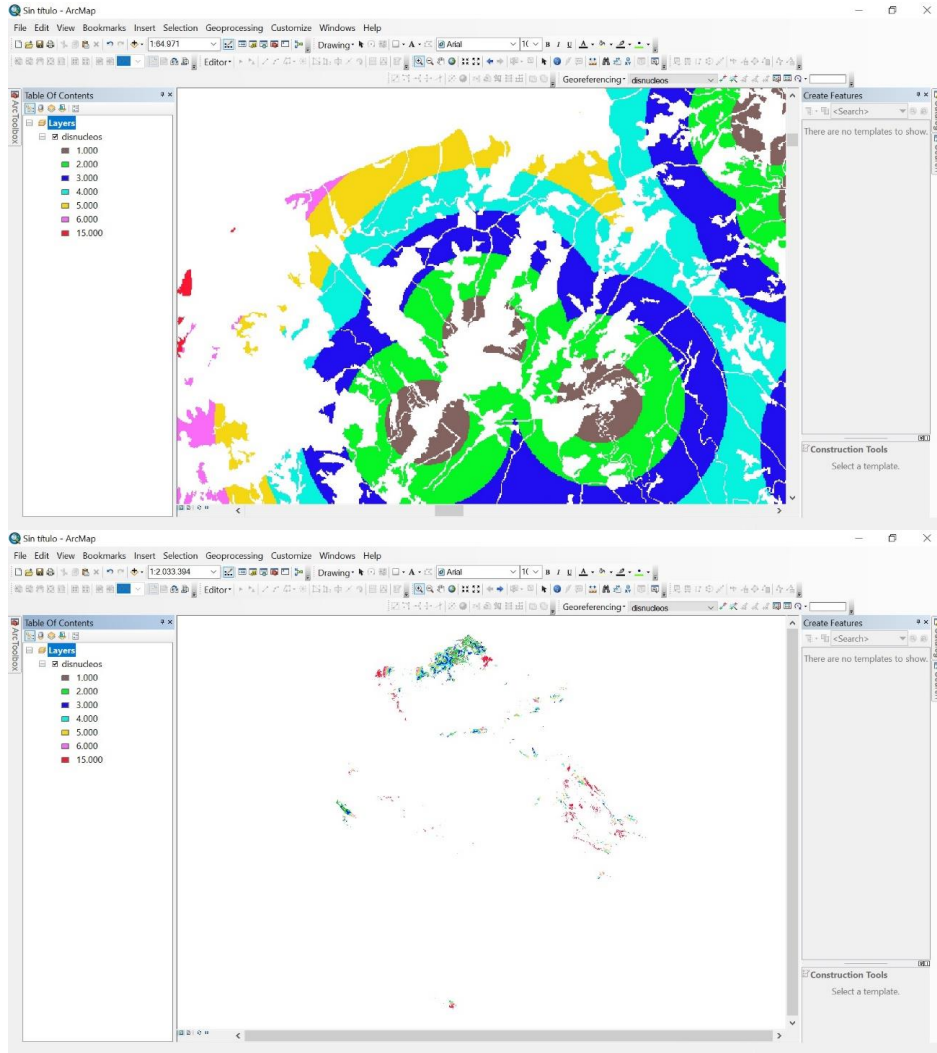 Sin título - ArcMap
File Edit View Bookmarks Insert Selection Geoprocessing Customize Windows Help
1:64.971
Drawing
Arial
B I U A
Editor
Georeferencing disnucleos
ArcToolbox
Table Of Contents
Layers
disnucleos
1.000
2.000
3.000
4.000
5.000
6.000
15.000
Create Features
<Search>
There are no templates to show.
Construction Tools
Select a template.
Sin título - ArcMap
File Edit View Bookmarks Insert Selection Geoprocessing Customize Windows Help
1:2.033.394
Drawing
Arial
B I U A
Editor
Georeferencing disnucleos
ArcToolbox
Table Of Contents
Layers
disnucleos
1.000
2.000
3.000
4.000
5.000
6.000
15.000
Create Features
<Search>
There are no templates to show.
Construction Tools
Select a template.